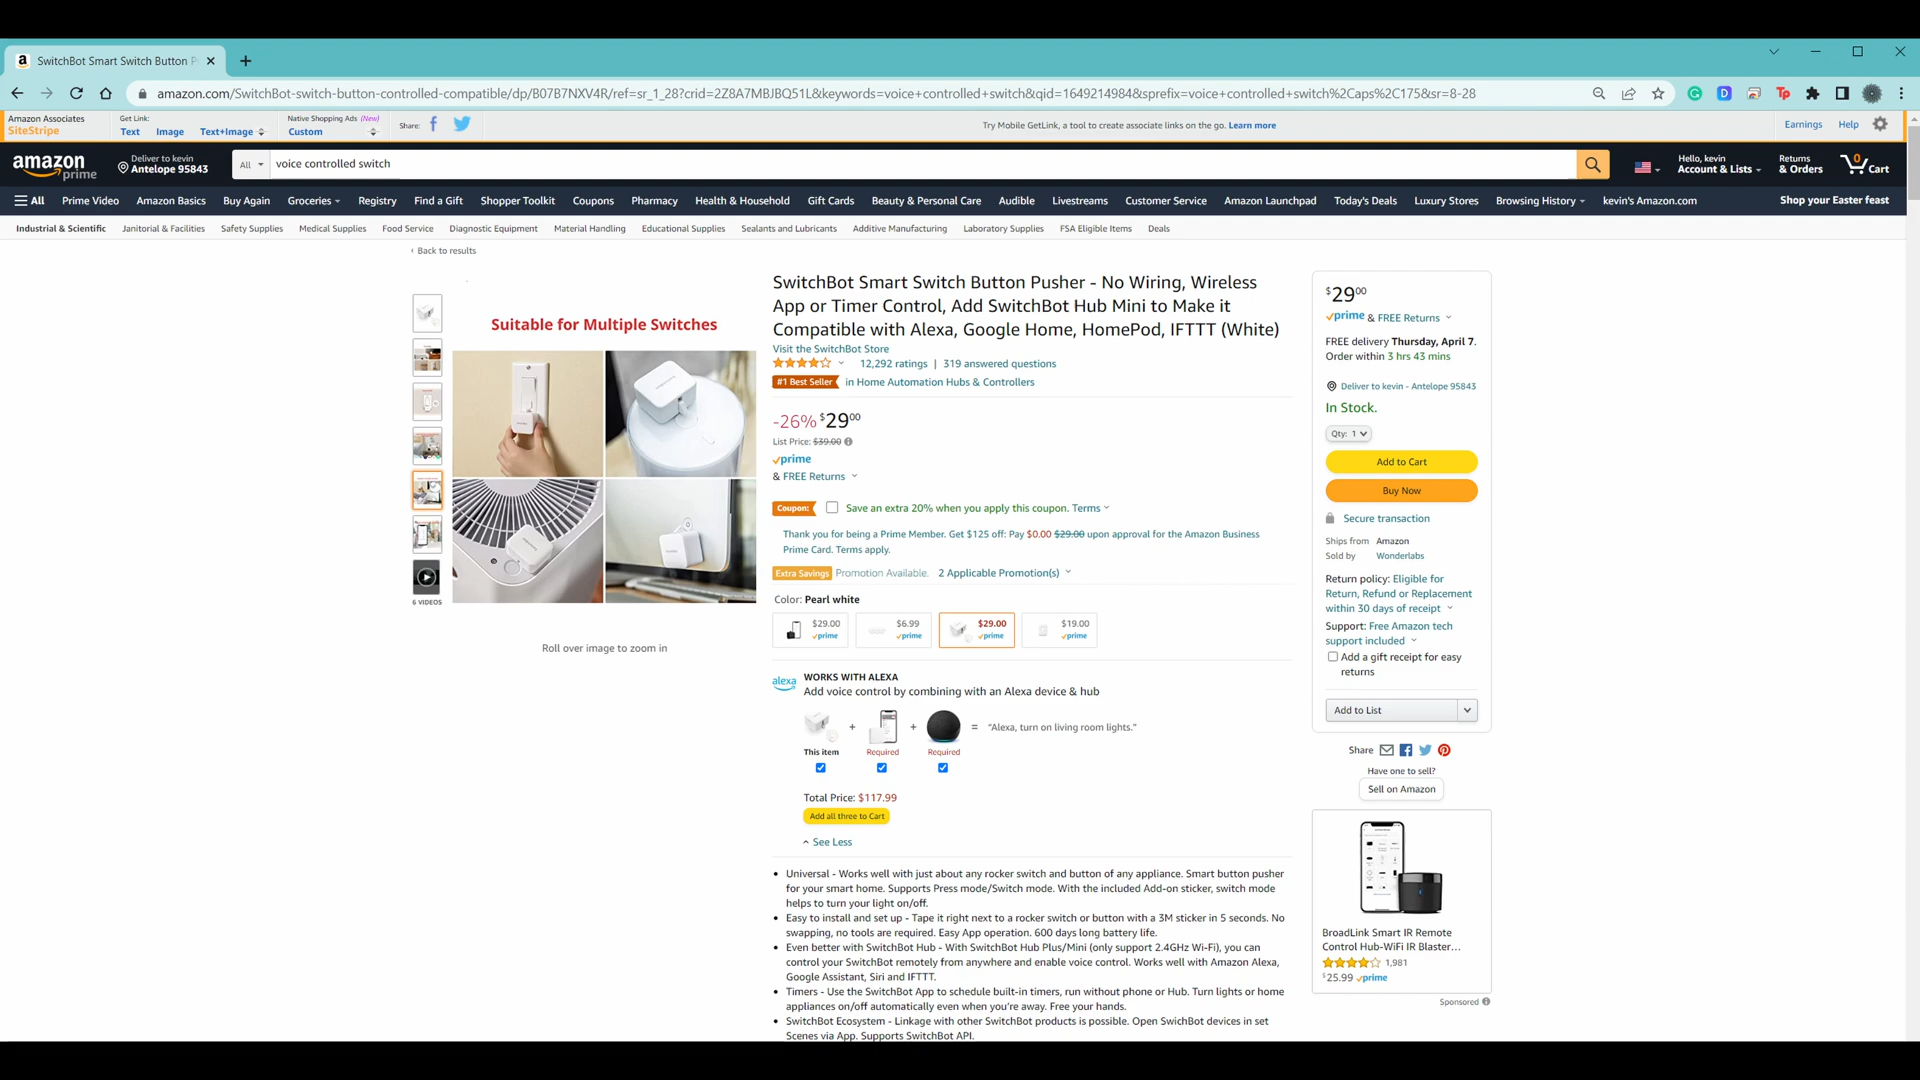 SwitchBot Smart Switch Button P
amazon.com/SwitchBot-switch-button-controlled-compatible/dp/B07B7NXV4R/ref=sr_1_28?crid=2Z8A7MBJBQ51L&keywords=voice+controlled+switch&qid=1649214984&sprefix=voice+controlled+switch%2Caps%2C175&sr=8-28
Amazon Associates
SiteStripe
Get Link:
Text Image Text+Image
Native Shopping Ads (New)
Custom
Share:
Try Mobile GetLink, a tool to create associate links on the go. Learn more
Earnings Help
amazon prime
Deliver to kevin
Antelope 95843
All
voice controlled switch
Hello, kevin
Account & Lists
Returns
& Orders
0
Cart
All Prime Video Amazon Basics Buy Again Groceries Registry Find a Gift Shopper Toolkit Coupons Pharmacy Health & Household Gift Cards Beauty & Personal Care Audible Livestreams Customer Service Amazon Launchpad Today's Deals Luxury Stores Browsing History kevin's Amazon.com Shop your Easter feast
Industrial & Scientific Janitorial & Facilities Safety Supplies Medical Supplies Food Service Diagnostic Equipment Material Handling Educational Supplies Sealants and Lubricants Additive Manufacturing Laboratory Supplies FSA Eligible Items Deals
‹ Back to results
Suitable for Multiple Switches
6 VIDEOS
Roll over image to zoom in
SwitchBot Smart Switch Button Pusher - No Wiring, Wireless
App or Timer Control, Add SwitchBot Hub Mini to Make it
Compatible with Alexa, Google Home, HomePod, IFTTT (White)
Visit the SwitchBot Store
12,292 ratings | 319 answered questions
#1 Best Seller in Home Automation Hubs & Controllers
-26% $2900
List Price: $39.00
prime
& FREE Returns
Coupon: Save an extra 20% when you apply this coupon. Terms
Thank you for being a Prime Member. Get $125 off: Pay $0.00 $29.00 upon approval for the Amazon Business
Prime Card. Terms apply.
Extra Savings Promotion Available. 2 Applicable Promotion(s)
Color: Pearl white
$29.00 $6.99 $29.00 $19.00
prime prime prime prime
alexa
WORKS WITH ALEXA
Add voice control by combining with an Alexa device & hub
+ + = "Alexa, turn on living room lights."
This item Required Required
Total Price: $117.99
Add all three to Cart
See Less
• Universal - Works well with just about any rocker switch and button of any appliance. Smart button pusher
for your smart home. Supports Press mode/Switch mode. With the included Add-on sticker, switch mode
helps to turn your light on/off.
• Easy to install and set up - Tape it right next to a rocker switch or button with a 3M sticker in 5 seconds. No
swapping, no tools are required. Easy App operation. 600 days long battery life.
• Even better with SwitchBot Hub - With SwitchBot Hub Plus/Mini (only support 2.4GHz Wi-Fi), you can
control your SwitchBot remotely from anywhere and enable voice control. Works well with Amazon Alexa,
Google Assistant, Siri and IFTTT.
• Timers - Use the SwitchBot App to schedule built-in timers, run without phone or Hub. Turn lights or home
appliances on/off automatically even when you're away. Free your hands.
• SwitchBot Ecosystem - Linkage with other SwitchBot products is possible. Open SwichBot devices in set
Scenes via App. Supports SwitchBot API.
$2900
prime & FREE Returns
FREE delivery Thursday, April 7.
Order within 3 hrs 43 mins
Deliver to kevin - Antelope 95843
In Stock.
Qty: 1
Add to Cart
Buy Now
Secure transaction
Ships from Amazon
Sold by Wonderlabs
Return policy: Eligible for
Return, Refund or Replacement
within 30 days of receipt
Support: Free Amazon tech
support included
Add a gift receipt for easy
returns
Add to List
Share
Have one to sell?
Sell on Amazon
BroadLink Smart IR Remote
Control Hub-WiFi IR Blaster...
1,981
$25.99 prime
Sponsored